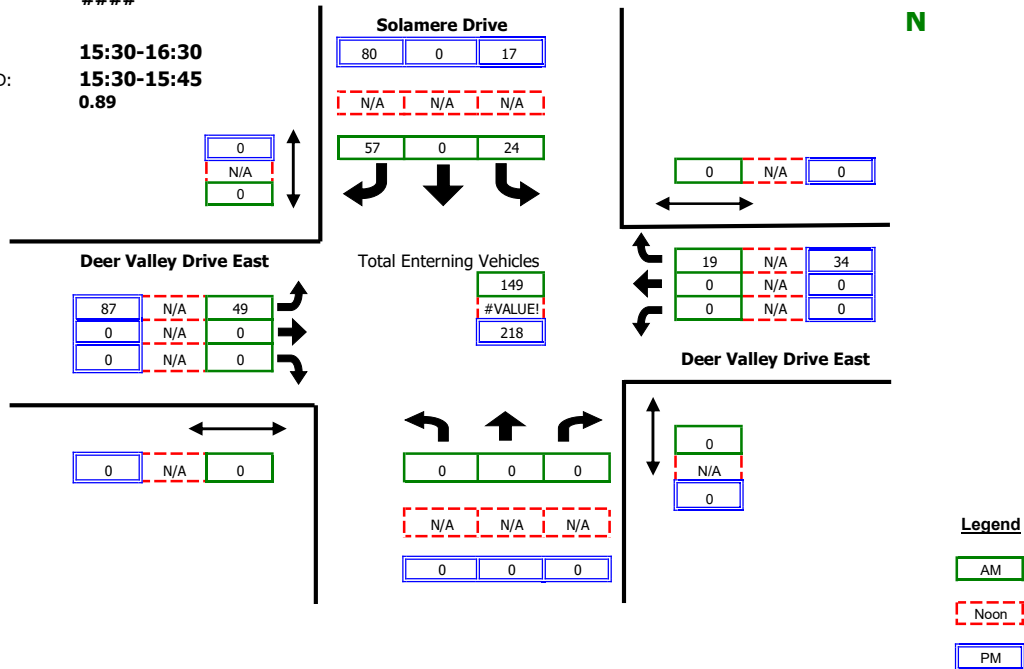 ####
N
Solamere Drive
15:30-16:30
80 0 17
15:30-15:45
0.89
N/A N/A N/A
57 0 24
0
N/A
0
0 N/A 0
Deer Valley Drive East
Total Enterning Vehicles
19 N/A 34
0 N/A 0
0 N/A 0
149
#VALUE!
218
87 N/A 49
0 N/A 0
0 N/A 0
Deer Valley Drive East
0
N/A
0
0 N/A 0
0 0 0
N/A N/A N/A
0 0 0
Legend
AM
Noon
PM